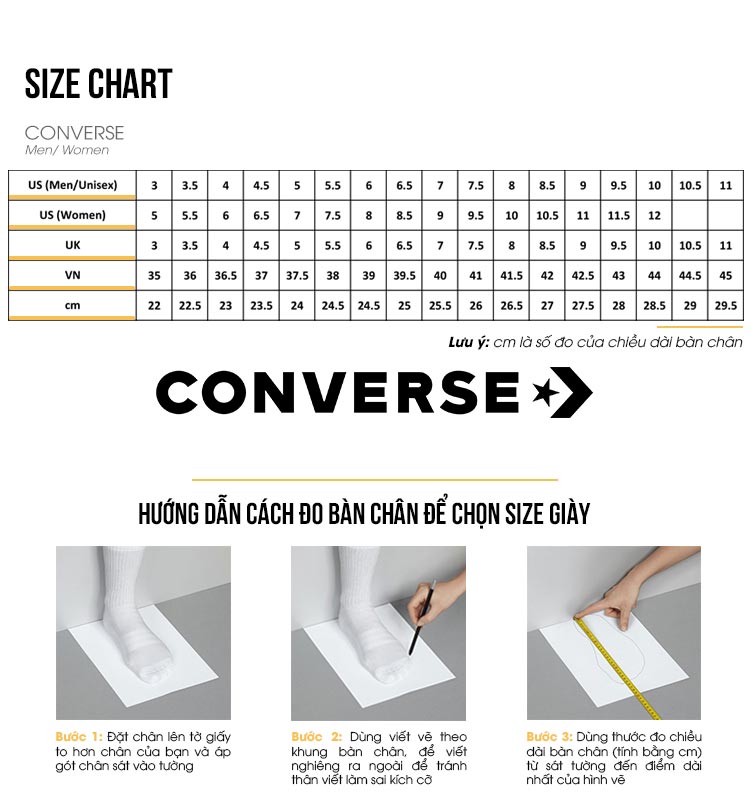 SIZE CHART
CONVERSE
Men/ Women
US (Men/Unisex) 3 3.5 4 4.5 5 5.5 6 6.5 7 7.5 8 8.5 9 9.5 10 10.5 11
US (Women) 5 5.5 6 6.5 7 7.5 8 8.5 9 9.5 10 10.5 11 11.5 12
UK 3 3.5 4 4.5 5 5.5 6 6.5 7 7.5 8 8.5 9 9.5 10 10.5 11
VN 35 36 36.5 37 37.5 38 39 39.5 40 41 41.5 42 42.5 43 44 44.5 45
cm 22 22.5 23 23.5 24 24.5 24.5 25 25.5 26 26.5 27 27.5 28 28.5 29 29.5
Lưu ý: cm là số đo của chiều dài bàn chân
CONVERSE
HƯỚNG DẪN CÁCH ĐO BÀN CHÂN ĐỂ CHỌN SIZE GIÀY
Bước 1: Đặt chân lên tờ giấy
to hơn chân của bạn và áp
gót chân sát vào tường
Bước 2: Dùng viết vẽ theo
khung bàn chân, để viết
nghiêng ra ngoài để tránh
thân viết làm sai kích cỡ
Bước 3: Dùng thước đo chiều
dài bàn chân (tính bằng cm)
từ sát tường đến điểm dài
nhất của hình vẽ